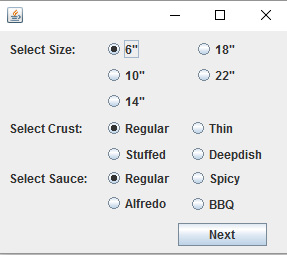 Select Size: 6" 18"
10" 22"
14"
Select Crust: Regular Thin
Stuffed Deepdish
Select Sauce: Regular Spicy
Alfredo BBQ
Next